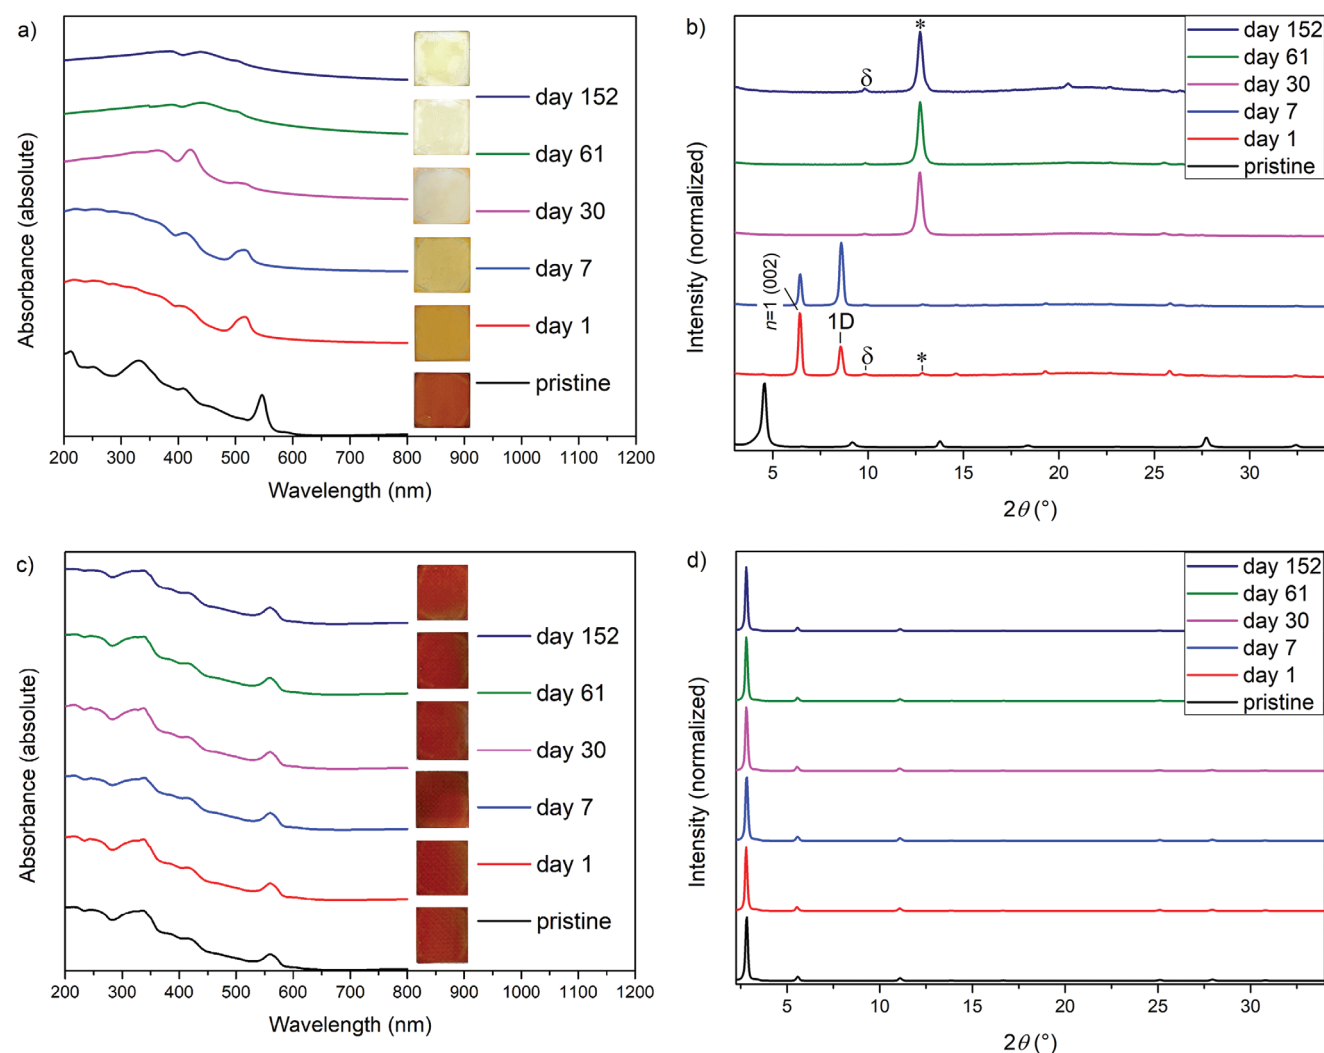 a)
Absorbance (absolute)
day 152
day 61
day 30
day 7
day 1
pristine
200 300 400 500 600 700 800 900 1000 1100 1200
Wavelength (nm)
b)
Intensity (normalized)
*
δ
day 152
day 61
day 30
day 7
day 1
pristine
n=1 (002)
1D
δ
*
5 10 15 20 25 30
2θ (°)
c)
Absorbance (absolute)
day 152
day 61
day 30
day 7
day 1
pristine
200 300 400 500 600 700 800 900 1000 1100 1200
Wavelength (nm)
d)
Intensity (normalized)
day 152
day 61
day 30
day 7
day 1
pristine
5 10 15 20 25 30
2θ (°)